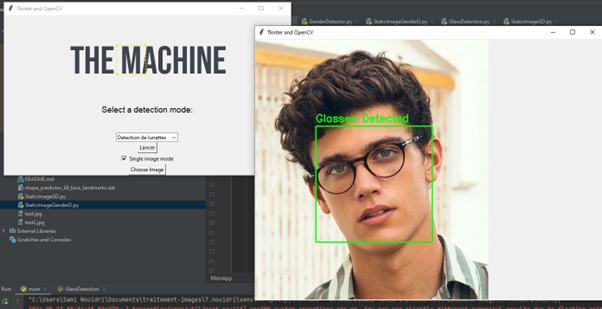 Tkinter and OpenCV
THE MACHINE
Select a detection mode:
Detection de lunettes
Lancer
Single image mode
Choose Image
GenderDetector.py
StaticImageGenderD.py
GlassDetection.py
StaticImageGD.py
Tkinter and OpenCV
Glasses Detected
README.md
shape_predictor_68_face_landmarks.dat
StaticImageGD.py
StaticImageGenderD.py
test.jpg
test2.jpg
External Libraries
Scratches and Consoles
MainApp
Run
main
GlassDetection
"C:\Users\Sami Nouidri\Documents\traitement-images\7.nouidri\venv